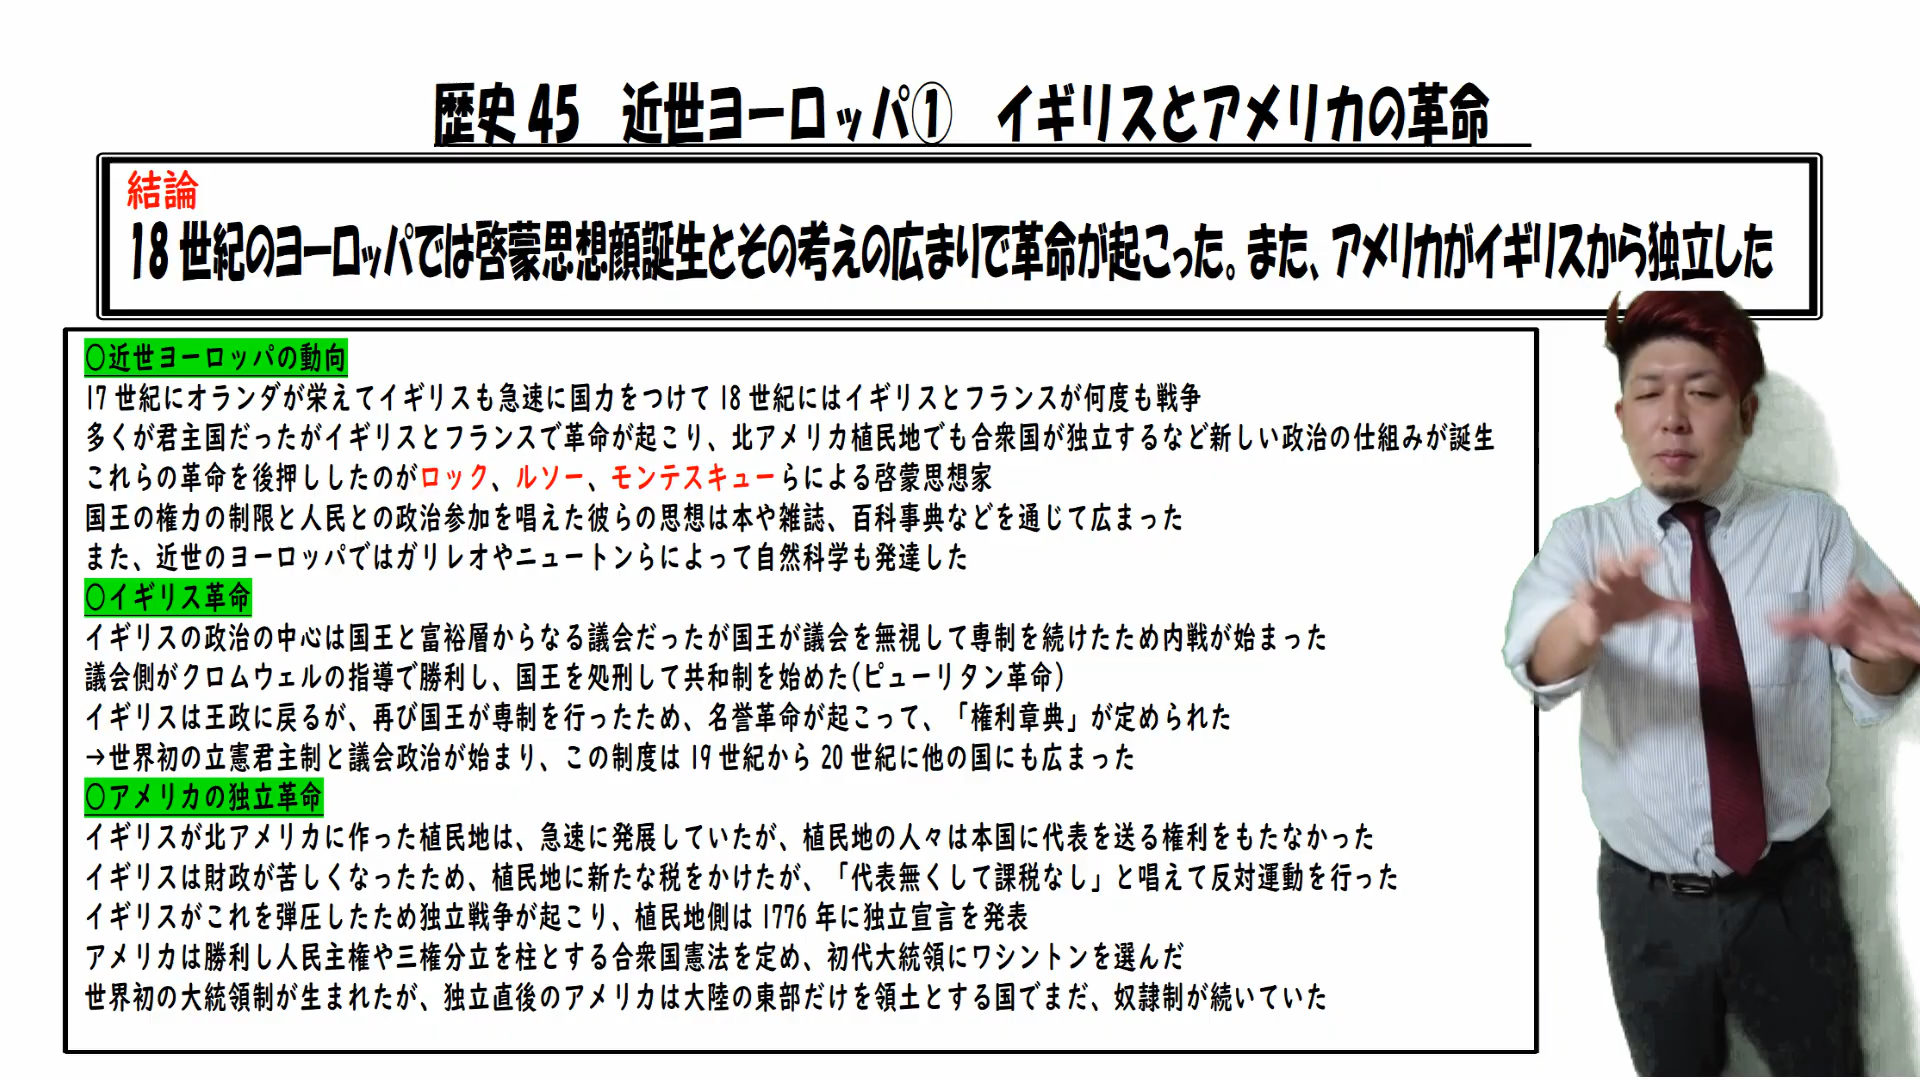 歴史45　近世ヨーロッパ①　イギリスとアメリカの革命
結論
18世紀のヨーロッパでは啓蒙思想顔誕生とその考えの広まりで革命が起こった。また、アメリカがイギリスから独立した
〇近世ヨーロッパの動向
17世紀にオランダが栄えてイギリスも急速に国力をつけて18世紀にはイギリスとフランスが何度も戦争
多くが君主国だったがイギリスとフランスで革命が起こり、北アメリカ植民地でも合衆国が独立するなど新しい政治の仕組みが誕生
これらの革命を後押ししたのがロック、ルソー、モンテスキューらによる啓蒙思想家
国王の権力の制限と人民との政治参加を唱えた彼らの思想は本や雑誌、百科事典などを通じて広まった
また、近世のヨーロッパではガリレオやニュートンらによって自然科学も発達した
〇イギリス革命
イギリスの政治の中心は国王と富裕層からなる議会だったが国王が議会を無視して専制を続けたため内戦が始まった
議会側がクロムウェルの指導で勝利し、国王を処刑して共和制を始めた(ピューリタン革命)
イギリスは王政に戻るが、再び国王が専制を行ったため、名誉革命が起こって、「権利章典」が定められた
→世界初の立憲君主制と議会政治が始まり、この制度は19世紀から20世紀に他の国にも広まった
〇アメリカの独立革命
イギリスが北アメリカに作った植民地は、急速に発展していたが、植民地の人々は本国に代表を送る権利をもたなかった
イギリスは財政が苦しくなったため、植民地に新たな税をかけたが、「代表無くして課税なし」と唱えて反対運動を行った
イギリスがこれを弾圧したため独立戦争が起こり、植民地側は1776年に独立宣言を発表
アメリカは勝利し人民主権や三権分立を柱とする合衆国憲法を定め、初代大統領にワシントンを選んだ
世界初の大統領制が生まれたが、独立直後のアメリカは大陸の東部だけを領土とする国でまだ、奴隷制が続いていた